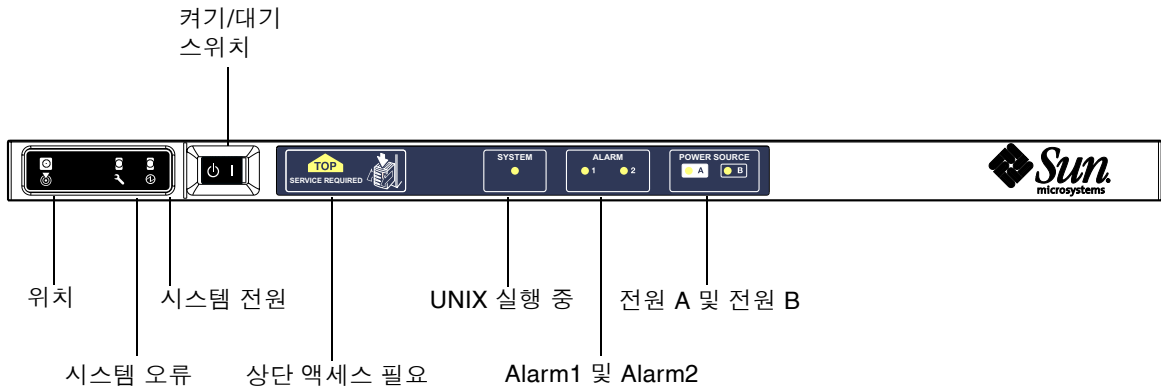 켜기/대기
스위치
TOP
SERVICE REQUIRED
SYSTEM
ALARM
1 2
POWER SOURCE
A B
Sun.
microsystems
위치
시스템 전원
UNIX 실행 중
전원 A 및 전원 B
시스템 오류
상단 액세스 필요
Alarm1 및 Alarm2